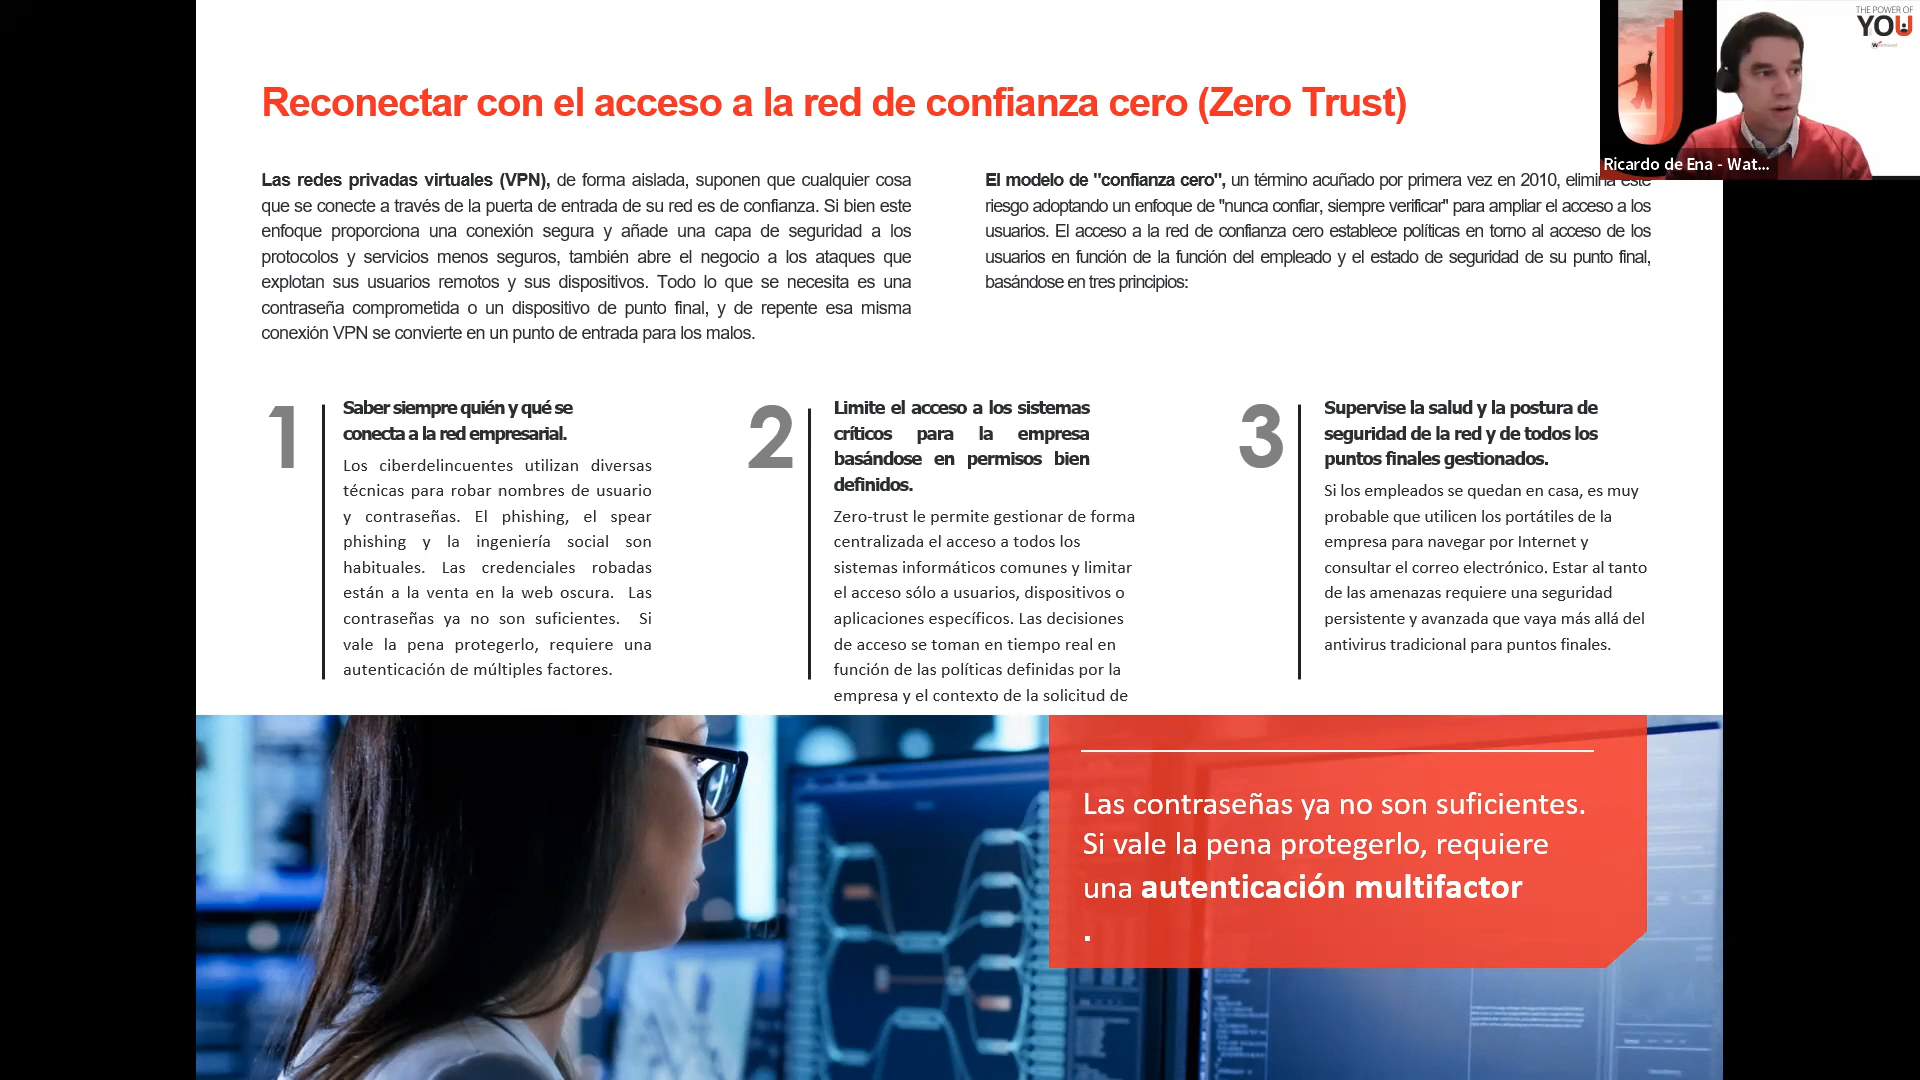 Reconectar con el acceso a la red de confianza cero (Zero Trust)
THE POWER OF
YOU
Ricardo de Ena - Wat...
Las redes privadas virtuales (VPN), de forma aislada, suponen que cualquier cosa
que se conecte a través de la puerta de entrada de su red es de confianza. Si bien este
enfoque proporciona una conexión segura y añade una capa de seguridad a los
protocolos y servicios menos seguros, también abre el negocio a los ataques que
explotan sus usuarios remotos y sus dispositivos. Todo lo que se necesita es una
contraseña comprometida o un dispositivo de punto final, y de repente esa misma
conexión VPN se convierte en un punto de entrada para los malos.
El modelo de "confianza cero", un término acuñado por primera vez en 2010, elimina este
riesgo adoptando un enfoque de "nunca confiar, siempre verificar" para ampliar el acceso a los
usuarios. El acceso a la red de confianza cero establece políticas en torno al acceso de los
usuarios en función de la función del empleado y el estado de seguridad de su punto final,
basándose en tres principios:
1
Saber siempre quién y qué se
conecta a la red empresarial.
Los ciberdelincuentes utilizan diversas
técnicas para robar nombres de usuario
y contraseñas. El phishing, el spear
phishing y la ingeniería social son
habituales. Las credenciales robadas
están a la venta en la web oscura. Las
contraseñas ya no son suficientes. Si
vale la pena protegerlo, requiere una
autenticación de múltiples factores.
2
Limite el acceso a los sistemas
críticos para la empresa
basándose en permisos bien
definidos.
Zero-trust le permite gestionar de forma
centralizada el acceso a todos los
sistemas informáticos comunes y limitar
el acceso sólo a usuarios, dispositivos o
aplicaciones específicos. Las decisiones
de acceso se toman en tiempo real en
función de las políticas definidas por la
empresa y el contexto de la solicitud de
3
Supervise la salud y la postura de
seguridad de la red y de todos los
puntos finales gestionados.
Si los empleados se quedan en casa, es muy
probable que utilicen los portátiles de la
empresa para navegar por Internet y
consultar el correo electrónico. Estar al tanto
de las amenazas requiere una seguridad
persistente y avanzada que vaya más allá del
antivirus tradicional para puntos finales.
Las contraseñas ya no son suficientes.
Si vale la pena protegerlo, requiere
una autenticación multifactor
.